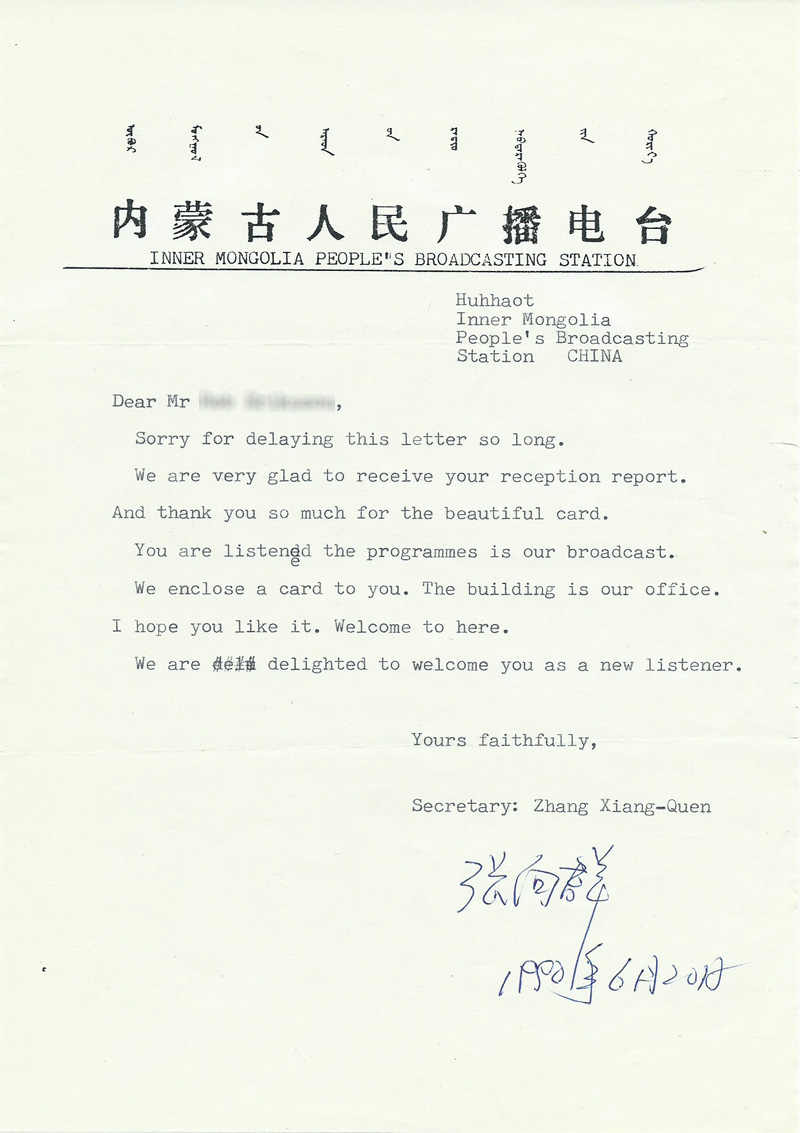 内蒙古人民广播电台
INNER MONGOLIA PEOPLE"S BROADCASTING STATION
Huhhaot
Inner Mongolia
People's Broadcasting
Station CHINA
Dear Mr ,
Sorry for delaying this letter so long.
We are very glad to receive your reception report.
And thank you so much for the beautiful card.
You are listened the programmes is our broadcast.
We enclose a card to you. The building is our office.
I hope you like it. Welcome to here.
We are delighted to welcome you as a new listener.
Yours faithfully,
Secretary: Zhang Xiang-Quen
张向群
1990年6月20日